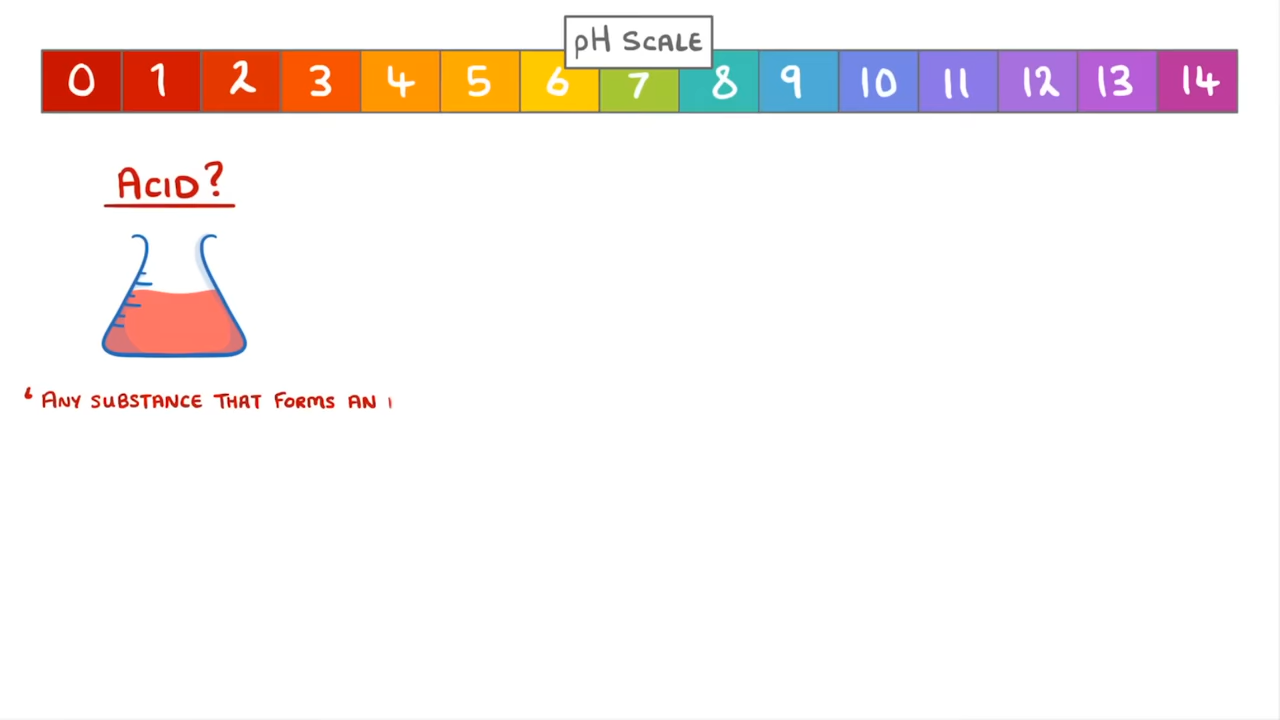 pH SCALE
0 1 2 3 4 5 6 7 8 9 10 11 12 13 14
ACID?
‘ANY SUBSTANCE THAT FORMS AN